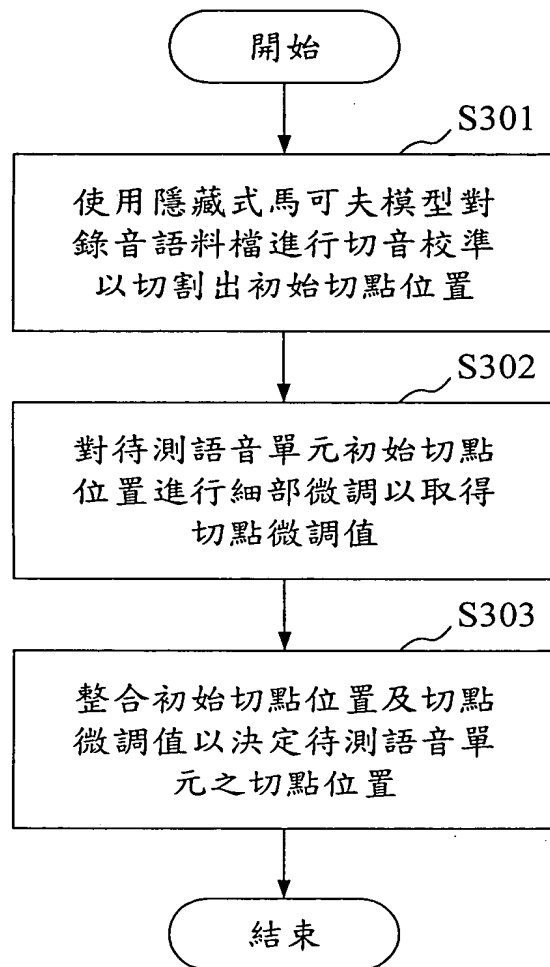 開始
S301
使用隱藏式馬可夫模型對
錄音語料檔進行切音校準
以切割出初始切點位置
S302
對待測語音單元初始切點
位置進行細部微調以取得
切點微調值
S303
整合初始切點位置及切點
微調值以決定待測語音單
元之切點位置
結束